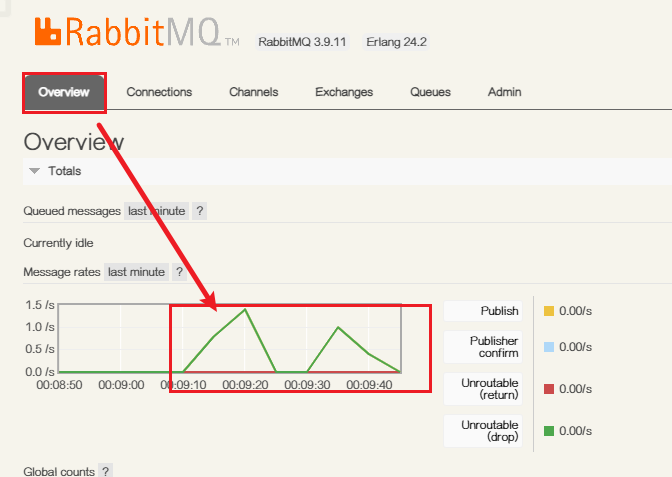 RabbitMQ TM RabbitMQ 3.9.11 Erlang 24.2
Overview Connections Channels Exchanges Queues Admin
Overview
Totals
Queued messages last minute ?
Currently idle
Message rates last minute ?
1.5 /s
1.0 /s
0.5 /s
0.0 /s
00:08:50 00:09:00 00:09:10 00:09:20 00:09:30 00:09:40
Publish 0.00/s
Publisher
confirm 0.00/s
Unroutable
(return) 0.00/s
Unroutable
(drop) 0.00/s
Global counts ?